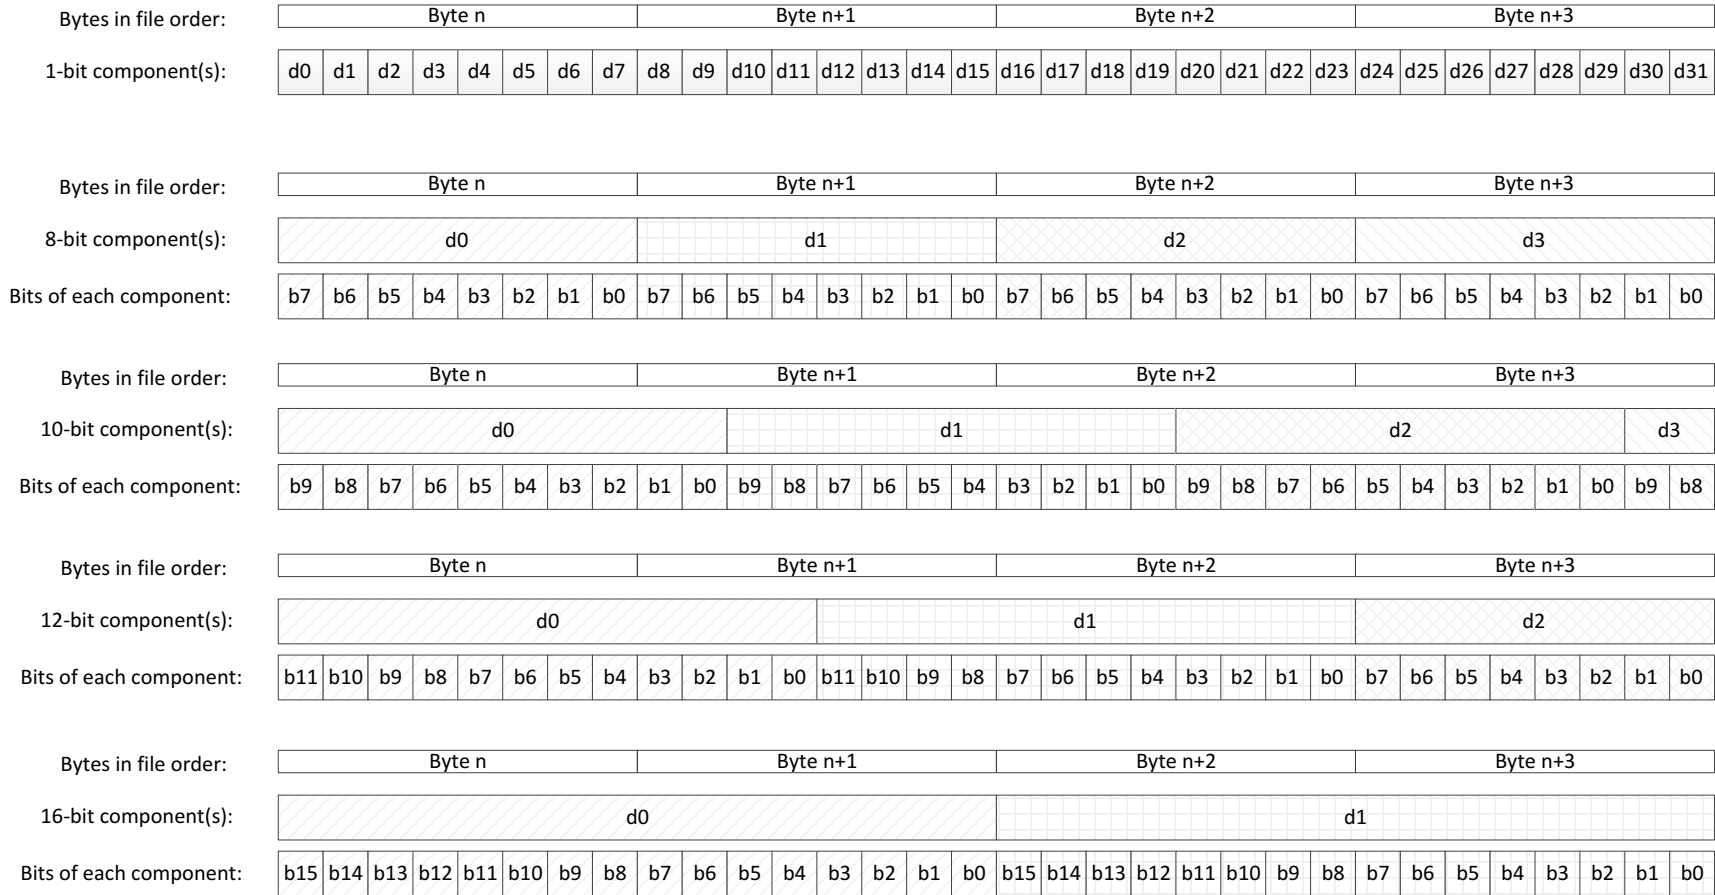 Bytes in file order: Byte n Byte n+1 Byte n+2 Byte n+3
1-bit component(s): d0 d1 d2 d3 d4 d5 d6 d7 d8 d9 d10 d11 d12 d13 d14 d15 d16 d17 d18 d19 d20 d21 d22 d23 d24 d25 d26 d27 d28 d29 d30 d31
Bytes in file order: Byte n Byte n+1 Byte n+2 Byte n+3
8-bit component(s): d0 d1 d2 d3
Bits of each component: b7 b6 b5 b4 b3 b2 b1 b0 b7 b6 b5 b4 b3 b2 b1 b0 b7 b6 b5 b4 b3 b2 b1 b0 b7 b6 b5 b4 b3 b2 b1 b0
Bytes in file order: Byte n Byte n+1 Byte n+2 Byte n+3
10-bit component(s): d0 d1 d2 d3
Bits of each component: b9 b8 b7 b6 b5 b4 b3 b2 b1 b0 b9 b8 b7 b6 b5 b4 b3 b2 b1 b0 b9 b8 b7 b6 b5 b4 b3 b2 b1 b0 b9 b8
Bytes in file order: Byte n Byte n+1 Byte n+2 Byte n+3
12-bit component(s): d0 d1 d2
Bits of each component: b11 b10 b9 b8 b7 b6 b5 b4 b3 b2 b1 b0 b11 b10 b9 b8 b7 b6 b5 b4 b3 b2 b1 b0 b7 b6 b5 b4 b3 b2 b1 b0
Bytes in file order: Byte n Byte n+1 Byte n+2 Byte n+3
16-bit component(s): d0 d1
Bits of each component: b15 b14 b13 b12 b11 b10 b9 b8 b7 b6 b5 b4 b3 b2 b1 b0 b15 b14 b13 b12 b11 b10 b9 b8 b7 b6 b5 b4 b3 b2 b1 b0